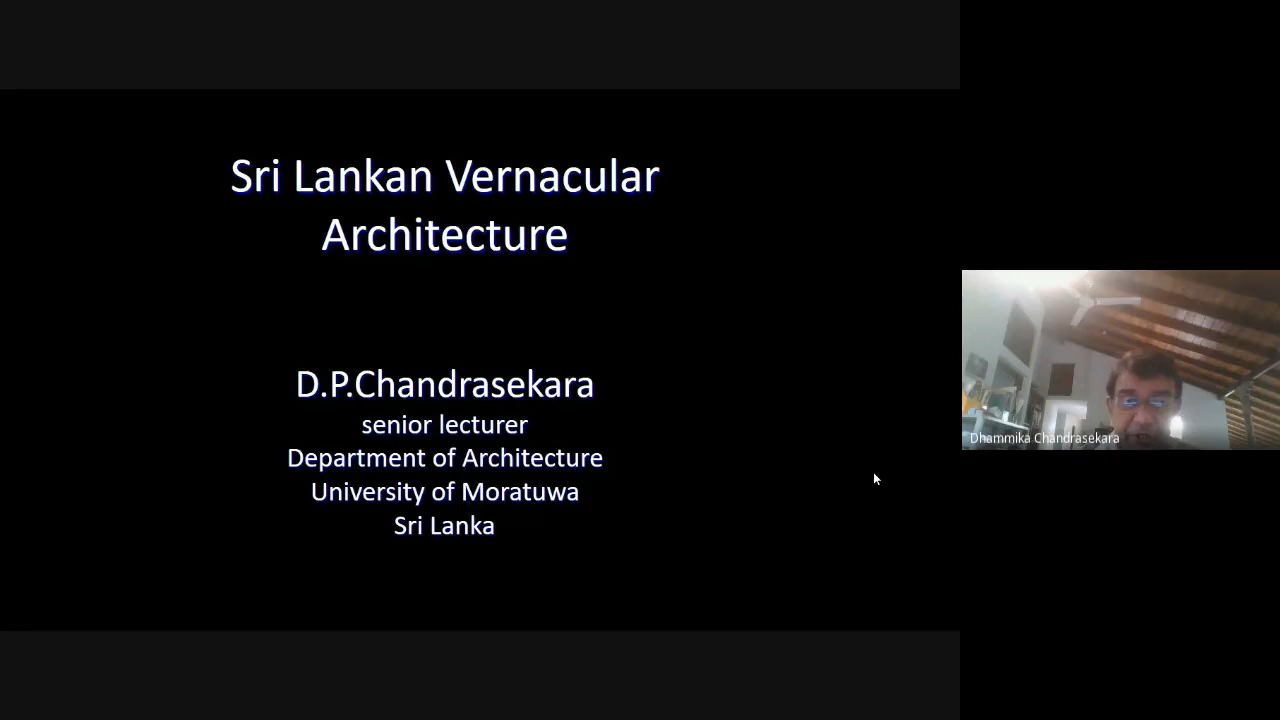 Sri Lankan Vernacular
Architecture
D.P.Chandrasekara
senior lecturer
Department of Architecture
University of Moratuwa
Sri Lanka
Dhammika Chandrasekara